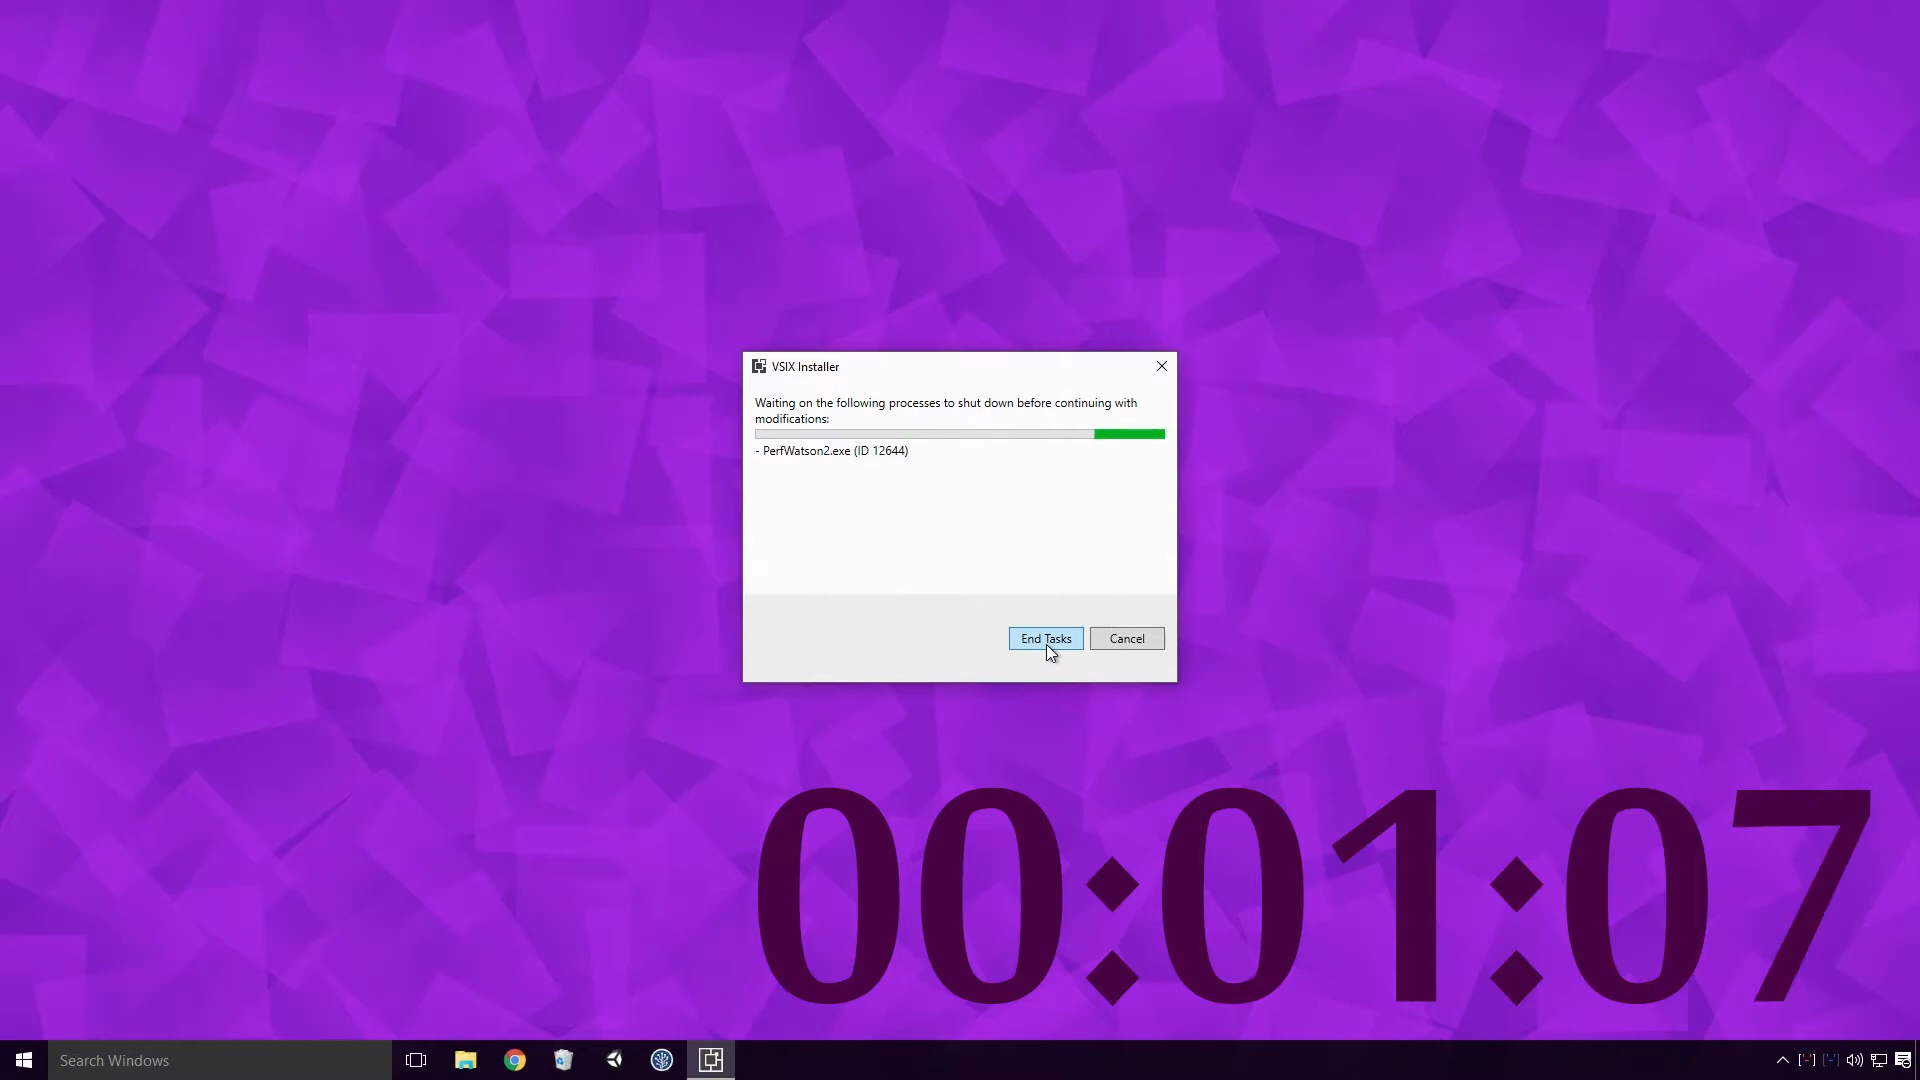 VSIX Installer
Waiting on the following processes to shut down before continuing with
modifications:
- PerfWatson2.exe (ID 12644)
End Tasks
Cancel
00:01:07
Search Windows